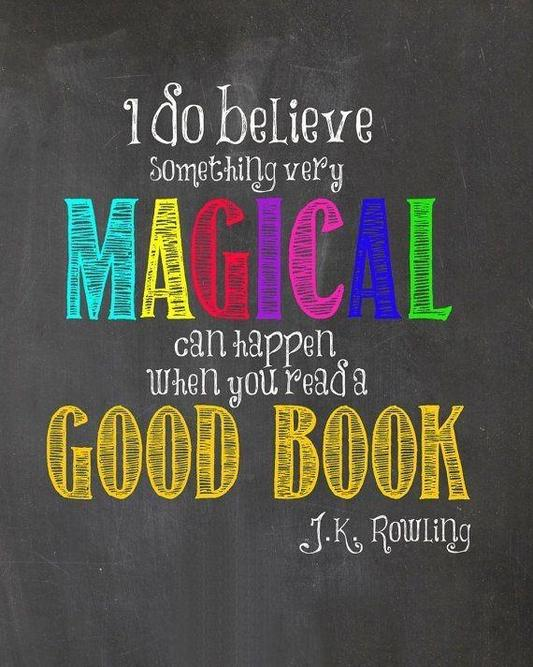 I do believe
something very
MAGICAL
can happen
when you read a
GOOD BOOK
J.K. Rowling